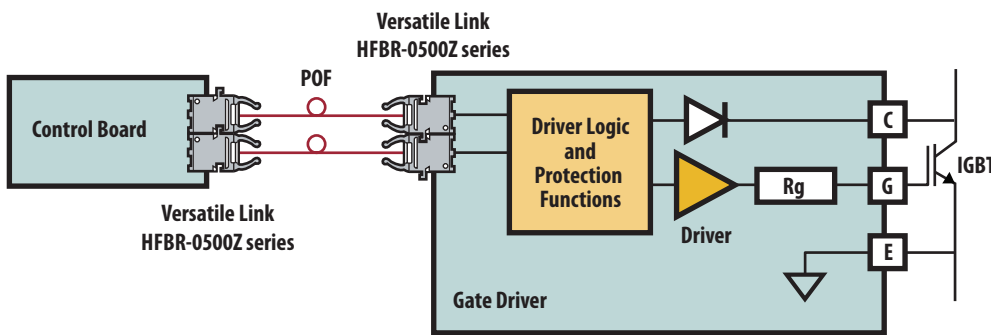 Versatile Link
HFBR-0500Z series
POF
Control Board
Driver Logic
and
Protection
Functions
C
IGBT
Rg
G
Versatile Link
HFBR-0500Z series
Driver
E
Gate Driver